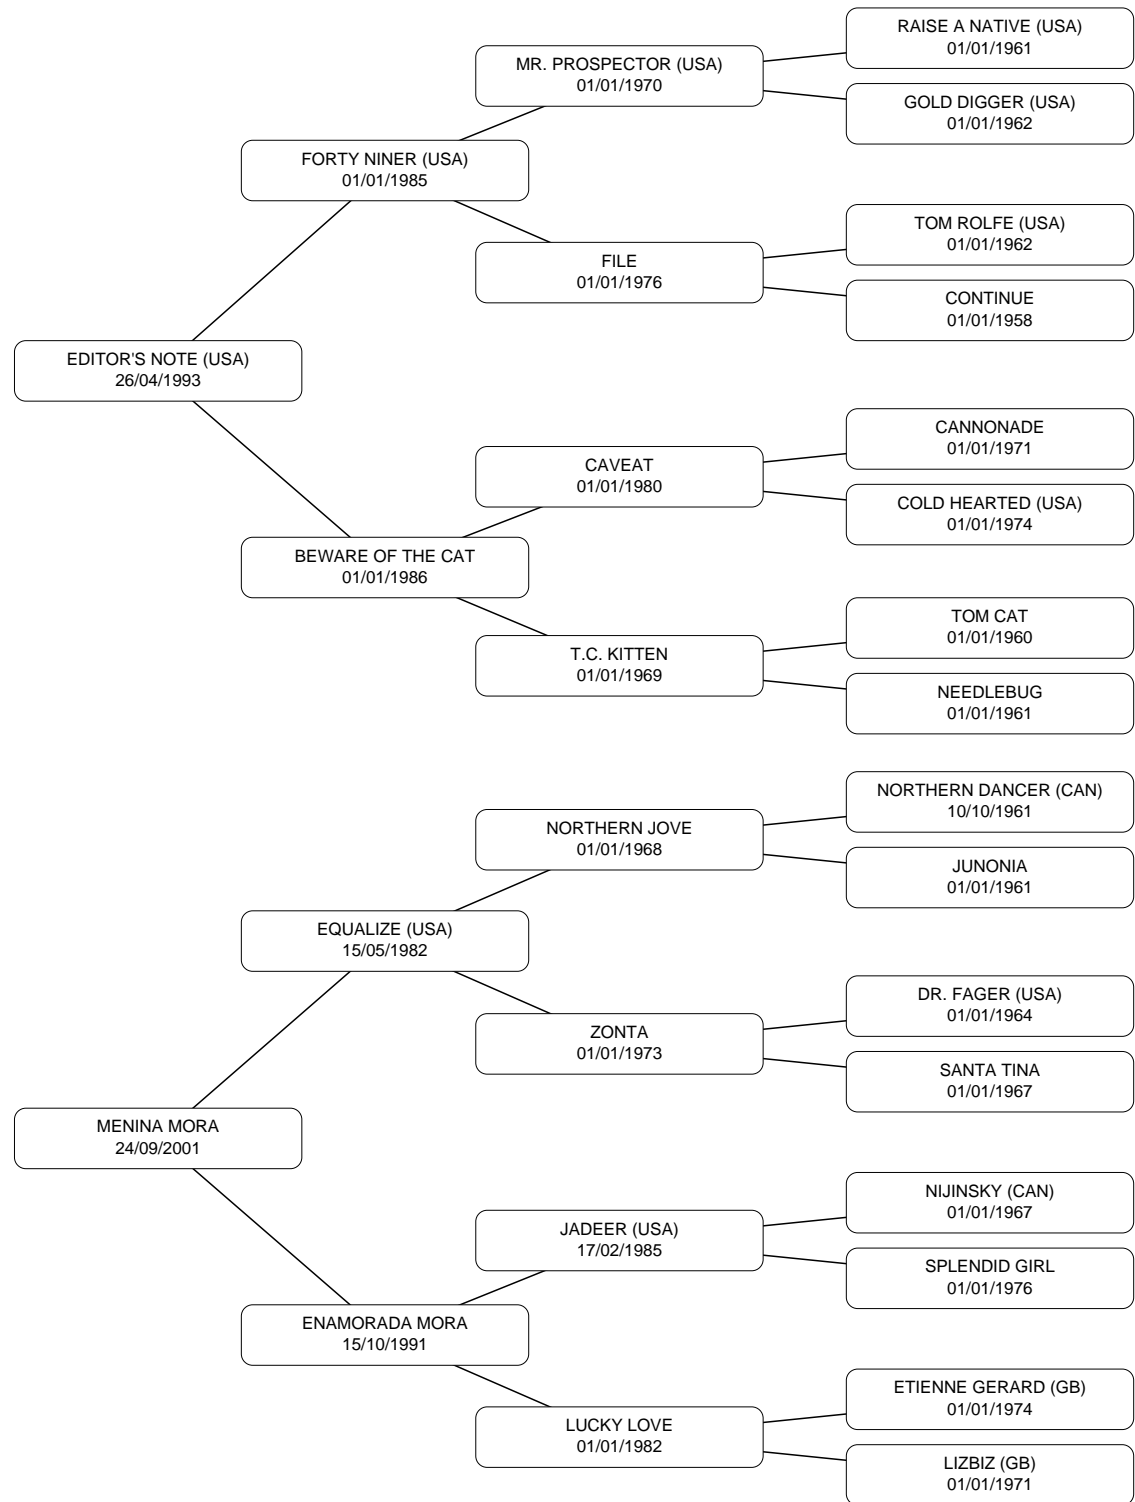 RAISE A NATIVE (USA)
01/01/1961
MR. PROSPECTOR (USA)
01/01/1970
GOLD DIGGER (USA)
01/01/1962
FORTY NINER (USA)
01/01/1985
TOM ROLFE (USA)
01/01/1962
FILE
01/01/1976
CONTINUE
01/01/1958
EDITOR'S NOTE (USA)
26/04/1993
CANNONADE
01/01/1971
CAVEAT
01/01/1980
COLD HEARTED (USA)
01/01/1974
BEWARE OF THE CAT
01/01/1986
TOM CAT
01/01/1960
T.C. KITTEN
01/01/1969
NEEDLEBUG
01/01/1961
NORTHERN DANCER (CAN)
10/10/1961
NORTHERN JOVE
01/01/1968
JUNONIA
01/01/1961
EQUALIZE (USA)
15/05/1982
DR. FAGER (USA)
01/01/1964
ZONTA
01/01/1973
SANTA TINA
01/01/1967
MENINA MORA
24/09/2001
NIJINSKY (CAN)
01/01/1967
JADEER (USA)
17/02/1985
SPLENDID GIRL
01/01/1976
ENAMORADA MORA
15/10/1991
ETIENNE GERARD (GB)
01/01/1974
LUCKY LOVE
01/01/1982
LIZBIZ (GB)
01/01/1971